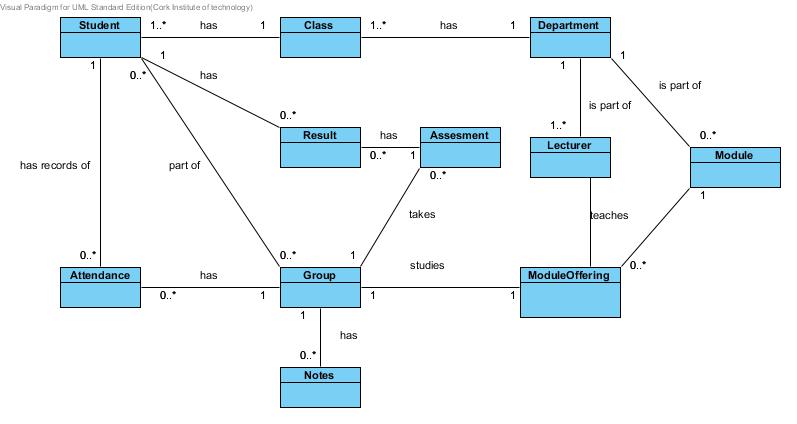 Visual Paradigm for UML Standard Edition(Cork Institute of technology)
Student 1..* has 1 Class 1..* has 1 Department
1 0..* 1 has 1 1
is part of
is part of
0..* 1..* 0..*
Result has Assesment Lecturer Module
0..* 1
has records of part of 0..* 1
takes teaches
0..* 0..* 1 studies 0..*
Attendance has Group ModuleOffering
0..* 1 1 1
1
has
0..*
Notes